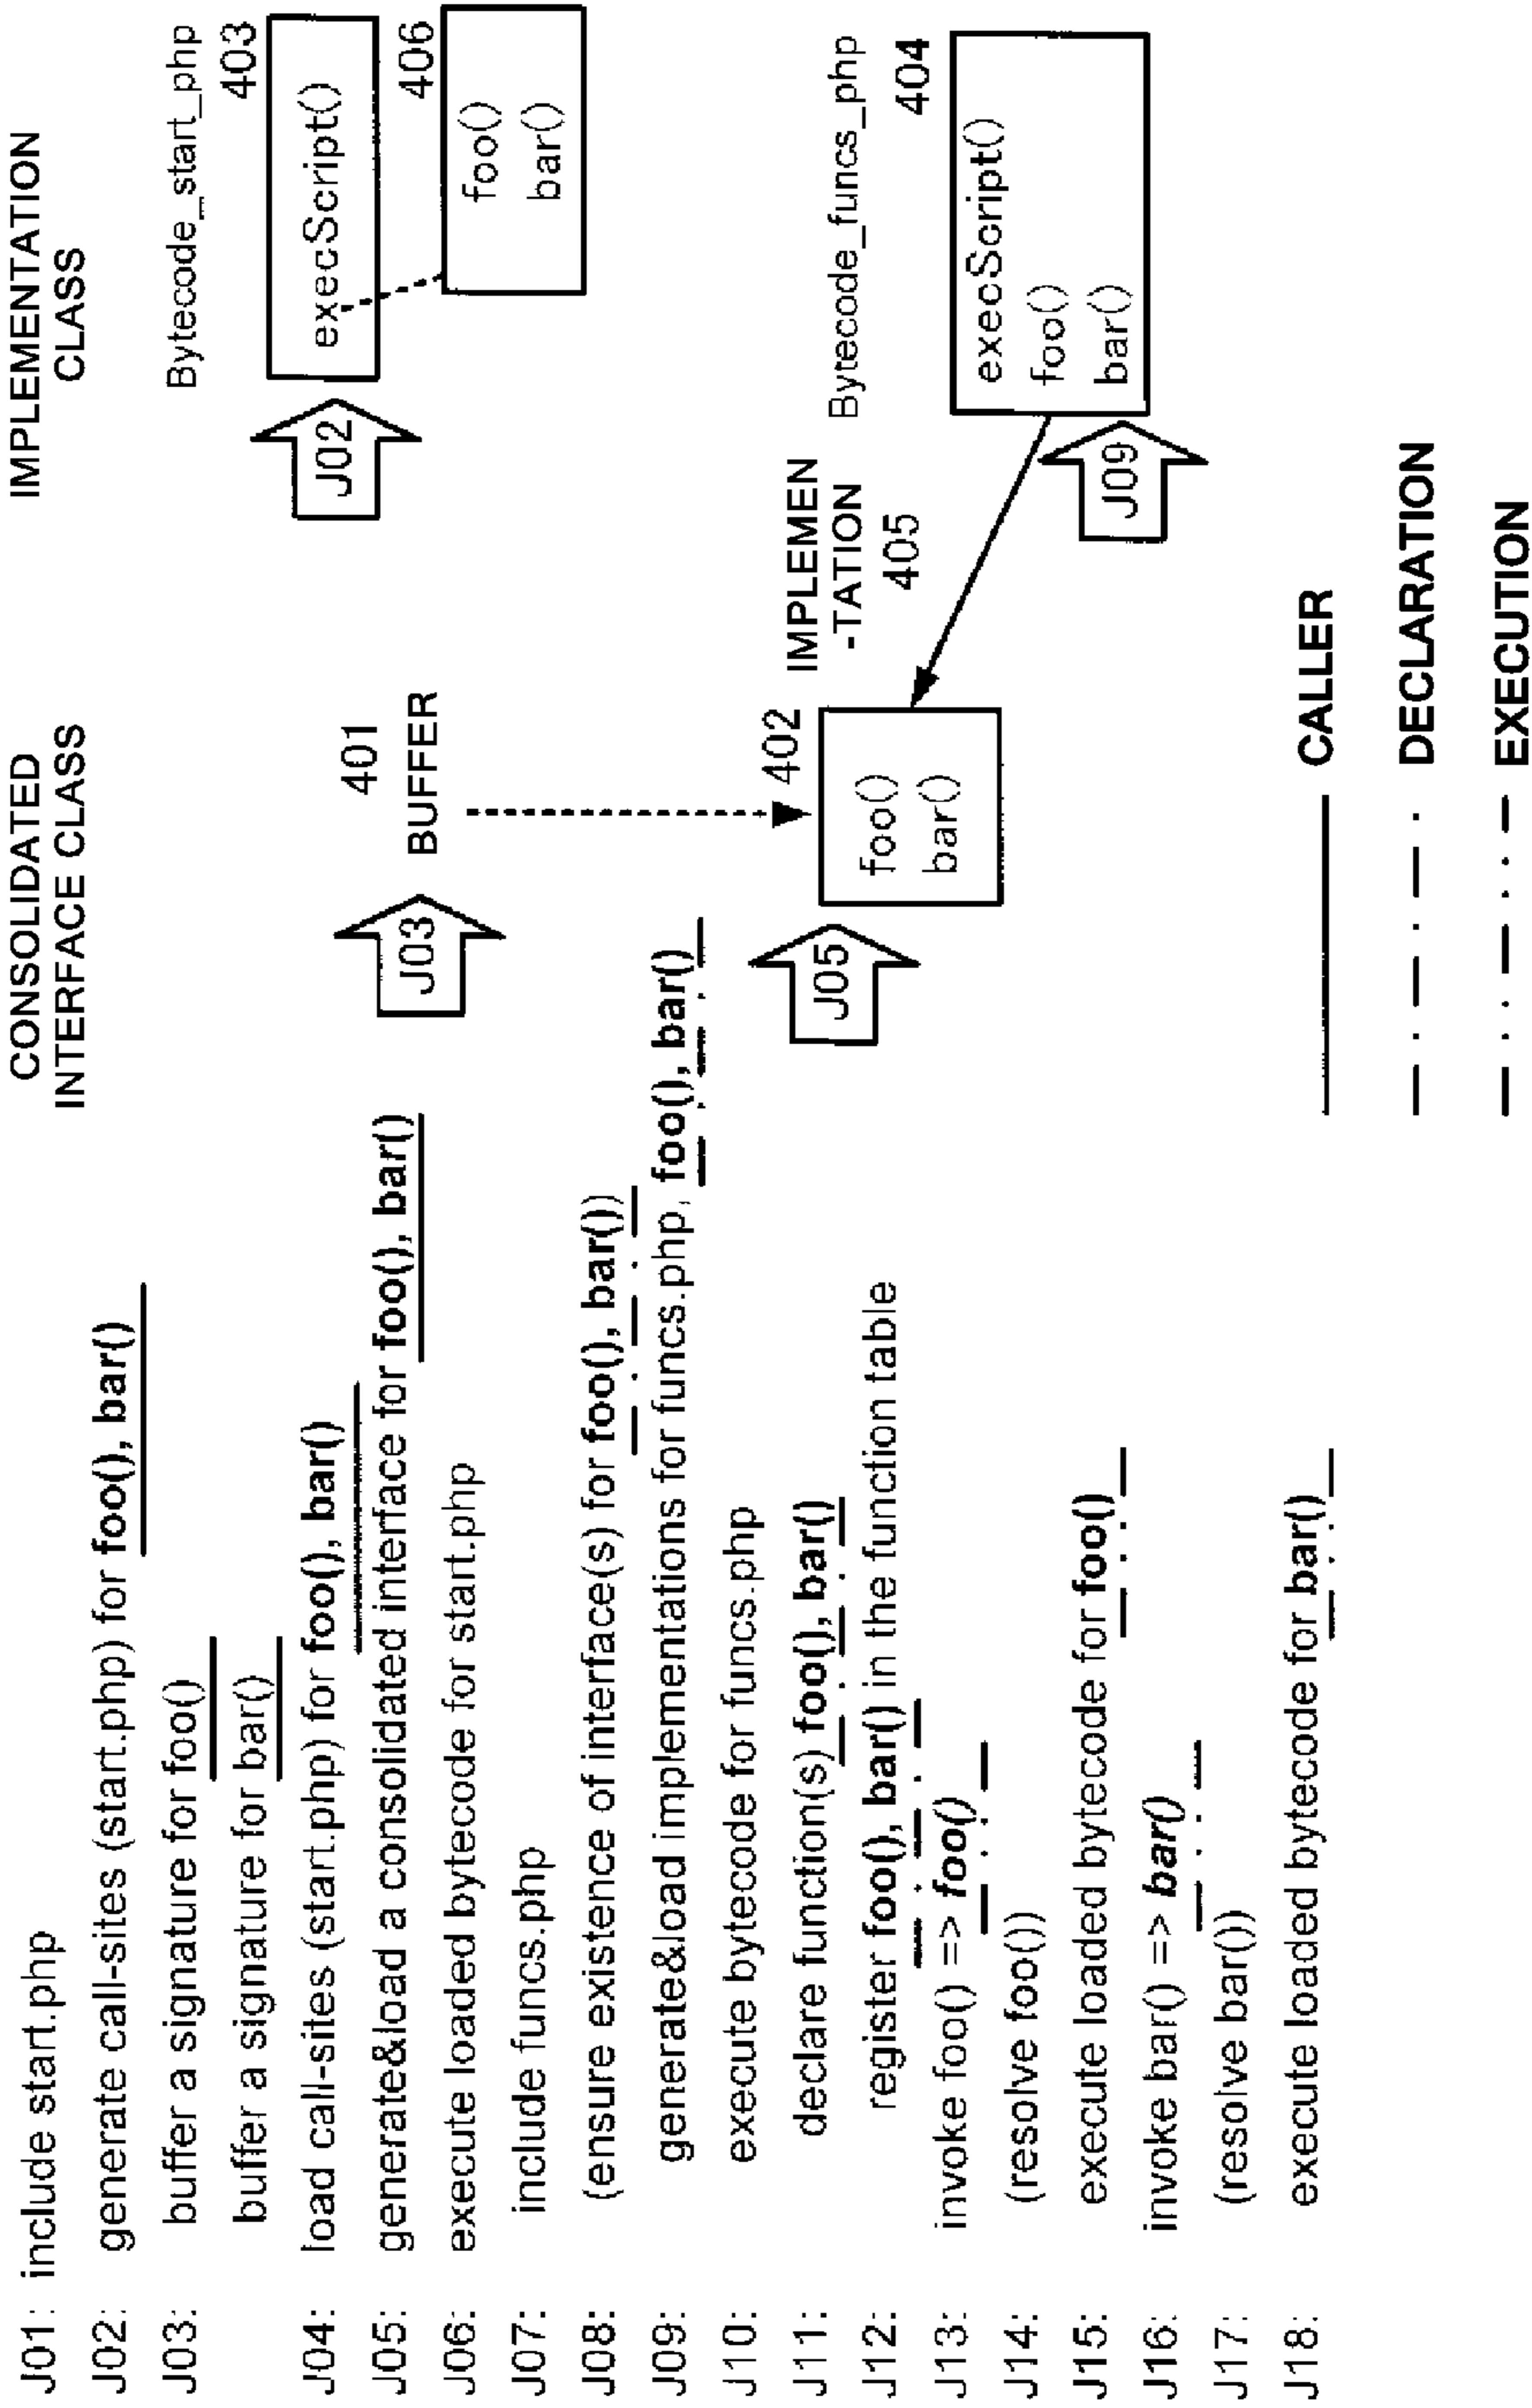 CONSOLIDATED
INTERFACE CLASS
IMPLEMENTATION
CLASS
J01: include start.php
J02: generate call-sites (start.php) for foo(), bar()
J03: buffer a signature for foo()
buffer a signature for bar()
J04: load call-sites (start.php) for foo(), bar()
J05: generate&load a consolidated interface for foo(), bar()
J06: execute loaded bytecode for start.php
J07: include funcs.php
J08: (ensure existence of interface(s) for foo(), bar())
J09: generate&load implementations for funcs.php, foo(), bar()
J10: execute bytecode for funcs.php
J11: declare function(s) foo(), bar()
J12: register foo(), bar() in the function table
J13: invoke foo() => foo()
J14: (resolve foo())
J15: execute loaded bytecode for foo()
J16: invoke bar() => bar()
J17: (resolve bar())
J18: execute loaded bytecode for bar()
J03
401
BUFFER
J05
402
foo()
bar()
IMPLEMEN
-TATION
405
J02
Bytecode_start_php
403
execScript()
406
foo()
bar()
J09
Bytecode_funcs_php
404
execScript()
foo()
bar()
CALLER
DECLARATION
EXECUTION